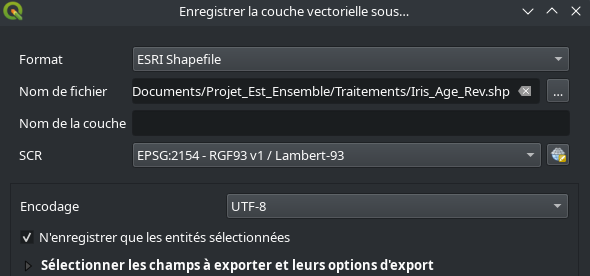 Enregistrer la couche vectorielle sous...
Format ESRI Shapefile
Nom de fichier Documents/Projet_Est_Ensemble/Traitements/Iris_Age_Rev.shp ...
Nom de la couche
SCR EPSG:2154 - RGF93 v1 / Lambert-93
Encodage UTF-8
N'enregistrer que les entités sélectionnées
Sélectionner les champs à exporter et leurs options d'export